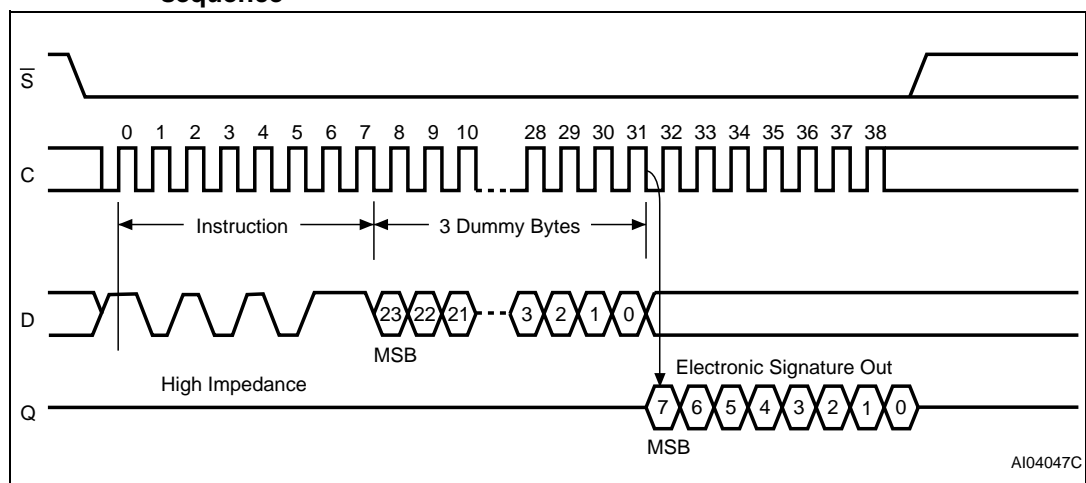 sequence
S
0 1 2 3 4 5 6 7 8 9 10 28 29 30 31 32 33 34 35 36 37 38
C
Instruction 3 Dummy Bytes
D
23 22 21 3 2 1 0
MSB
High Impedance
Electronic Signature Out
Q
7 6 5 4 3 2 1 0
MSB
AI04047C